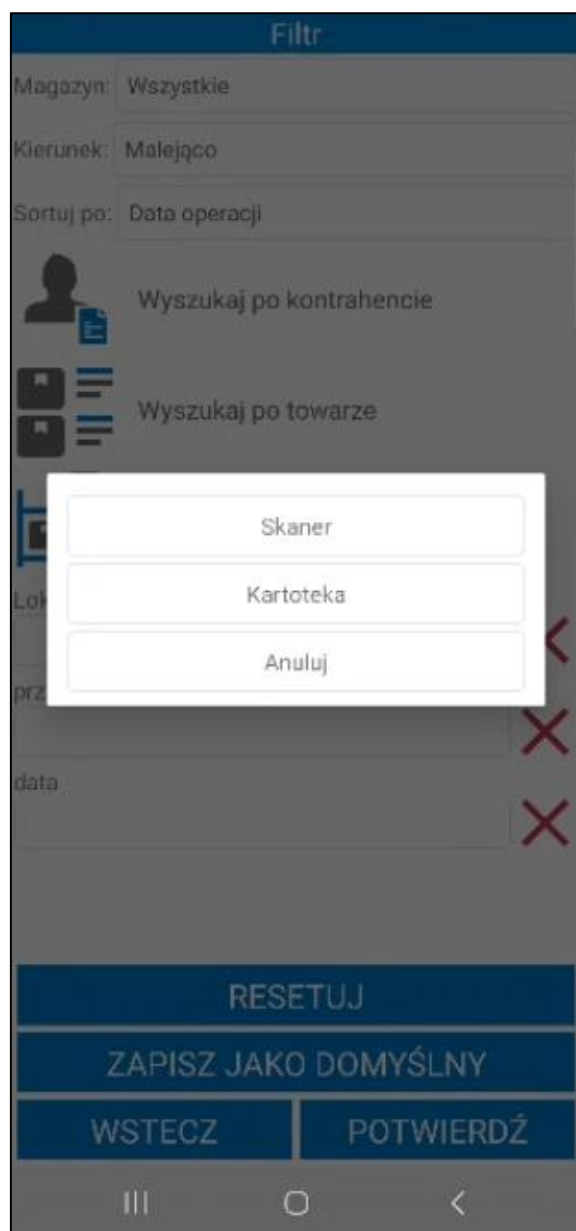 Filtr
Magazyn: Wszystkie
Kierunek: Malejąco
Sortuj po: Data operacji
Wyszukaj po kontrahencie
Wyszukaj po towarze
Skaner
Kartoteka
Anuluj
data
RESETUJ
ZAPISZ JAKO DOMYŚLNY
WSTECZ POTWIERDŹ